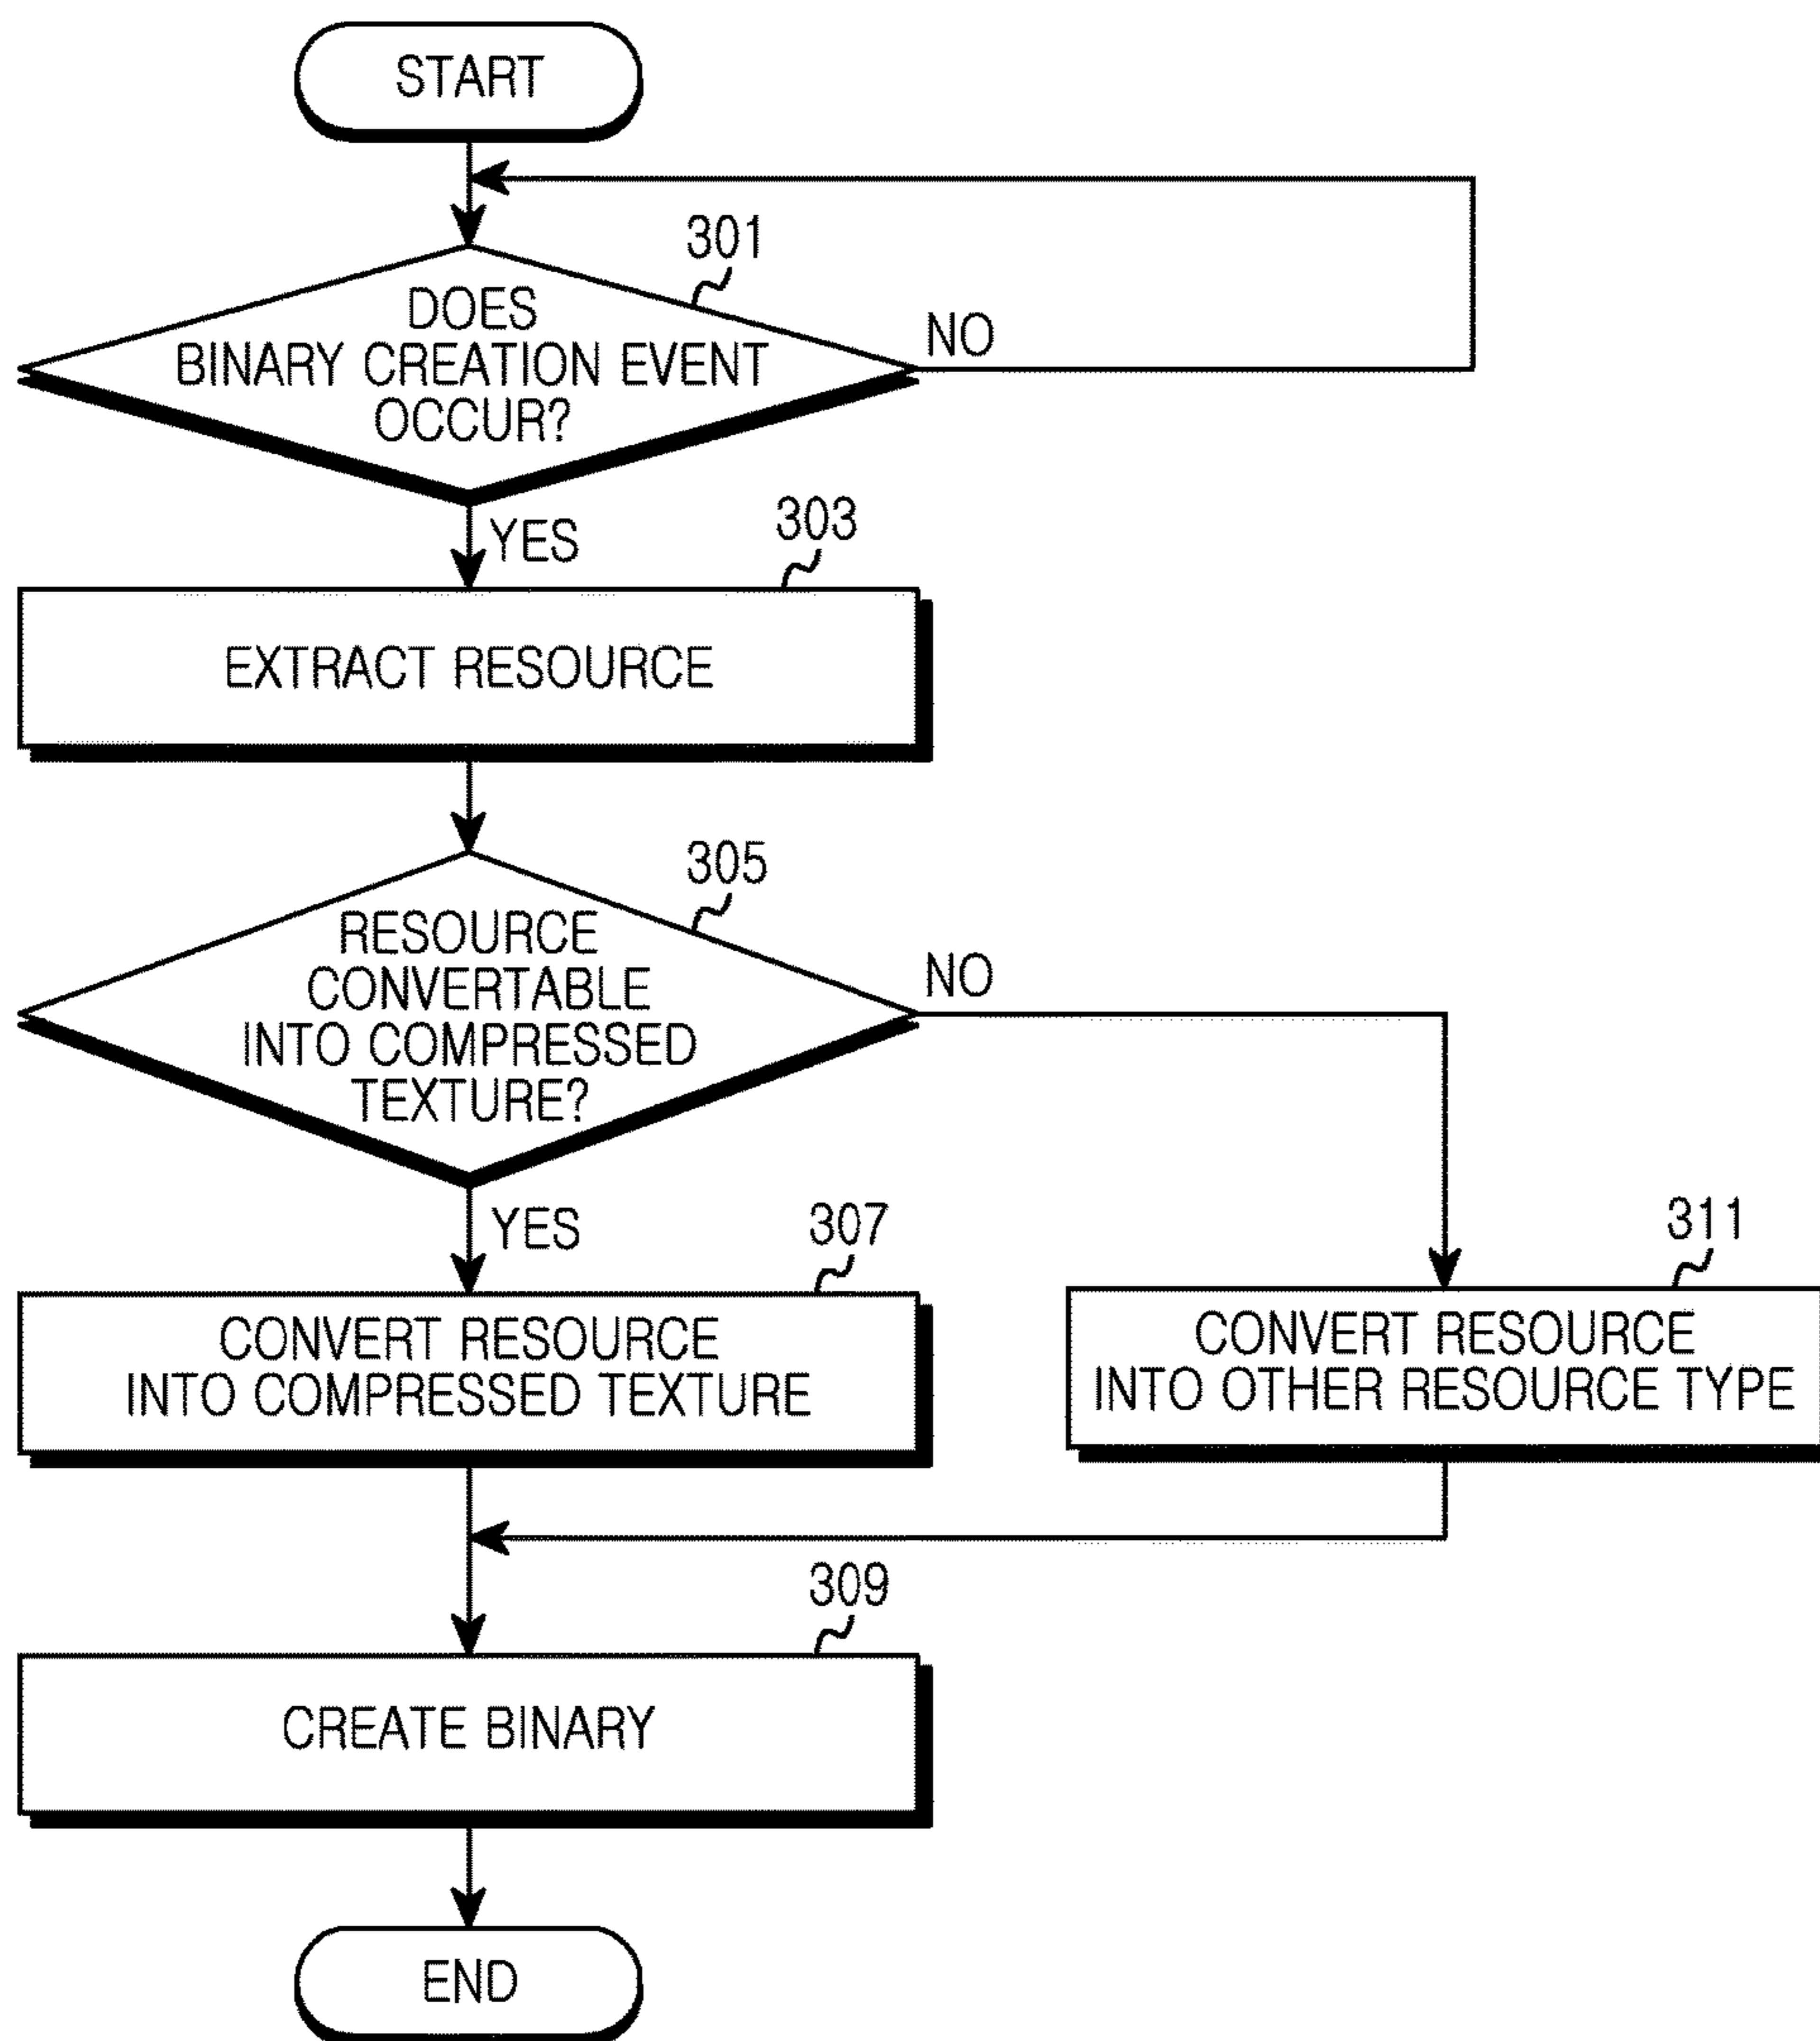 START
301
DOES
BINARY CREATION EVENT
OCCUR?
NO
YES
303
EXTRACT RESOURCE
305
RESOURCE
CONVERTABLE
INTO COMPRESSED
TEXTURE?
NO
YES
307
CONVERT RESOURCE
INTO COMPRESSED TEXTURE
311
CONVERT RESOURCE
INTO OTHER RESOURCE TYPE
309
CREATE BINARY
END